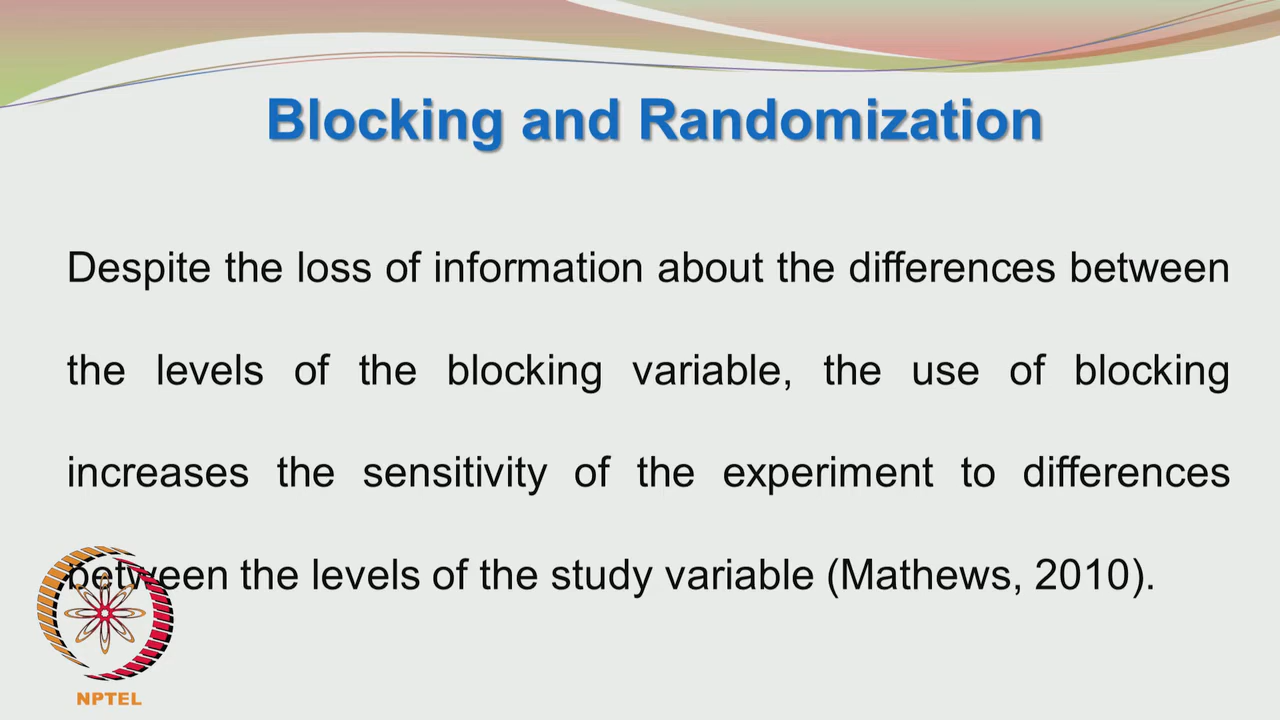 Blocking and Randomization
Despite the loss of information about the differences between
the levels of the blocking variable, the use of blocking
increases the sensitivity of the experiment to differences
between the levels of the study variable (Mathews, 2010).
NPTEL